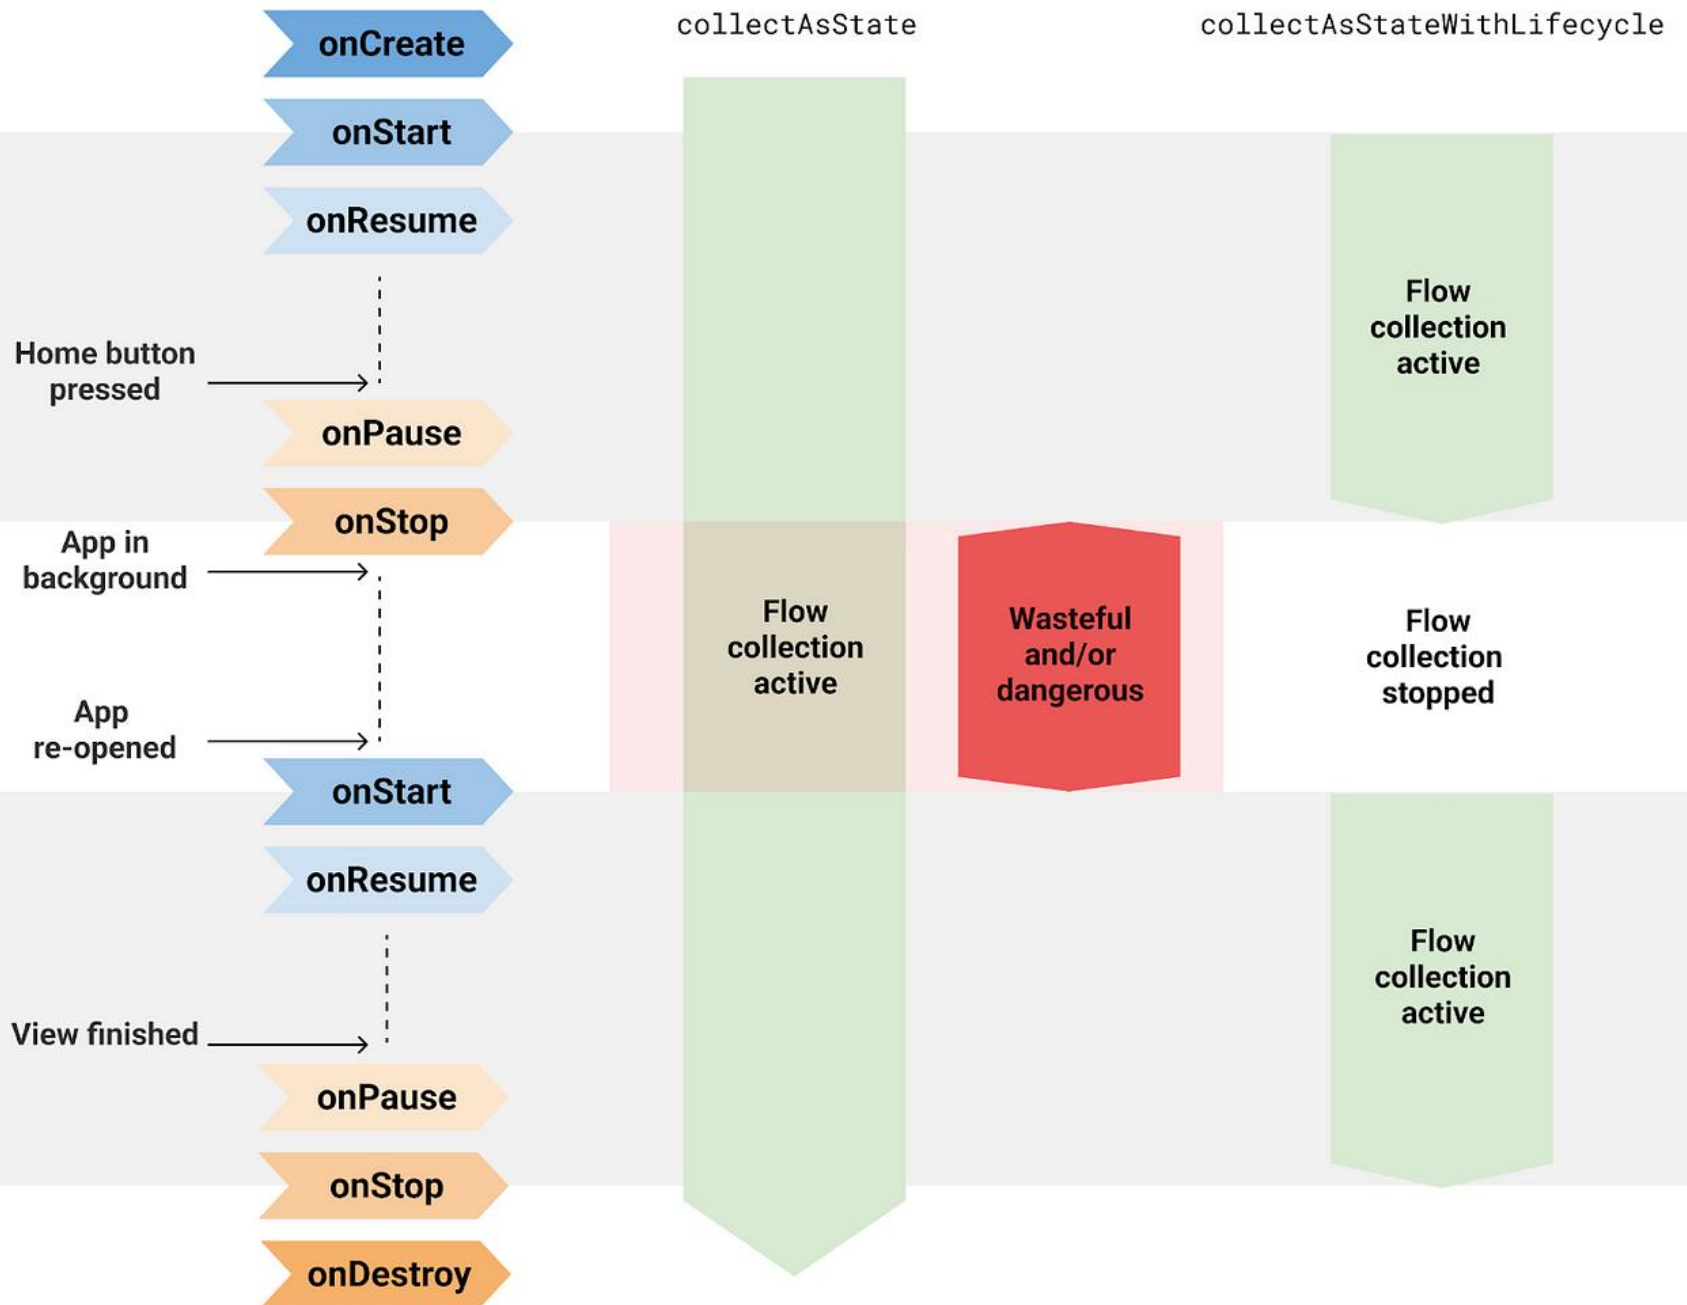 onCreate
collectAsState
collectAsStateWithLifecycle
onStart
onResume
Home button
pressed
onPause
onStop
App in
background
App
re-opened
onStart
onResume
View finished
onPause
onStop
onDestroy
Flow
collection
active
Wasteful
and/or
dangerous
Flow
collection
active
Flow
collection
stopped
Flow
collection
active